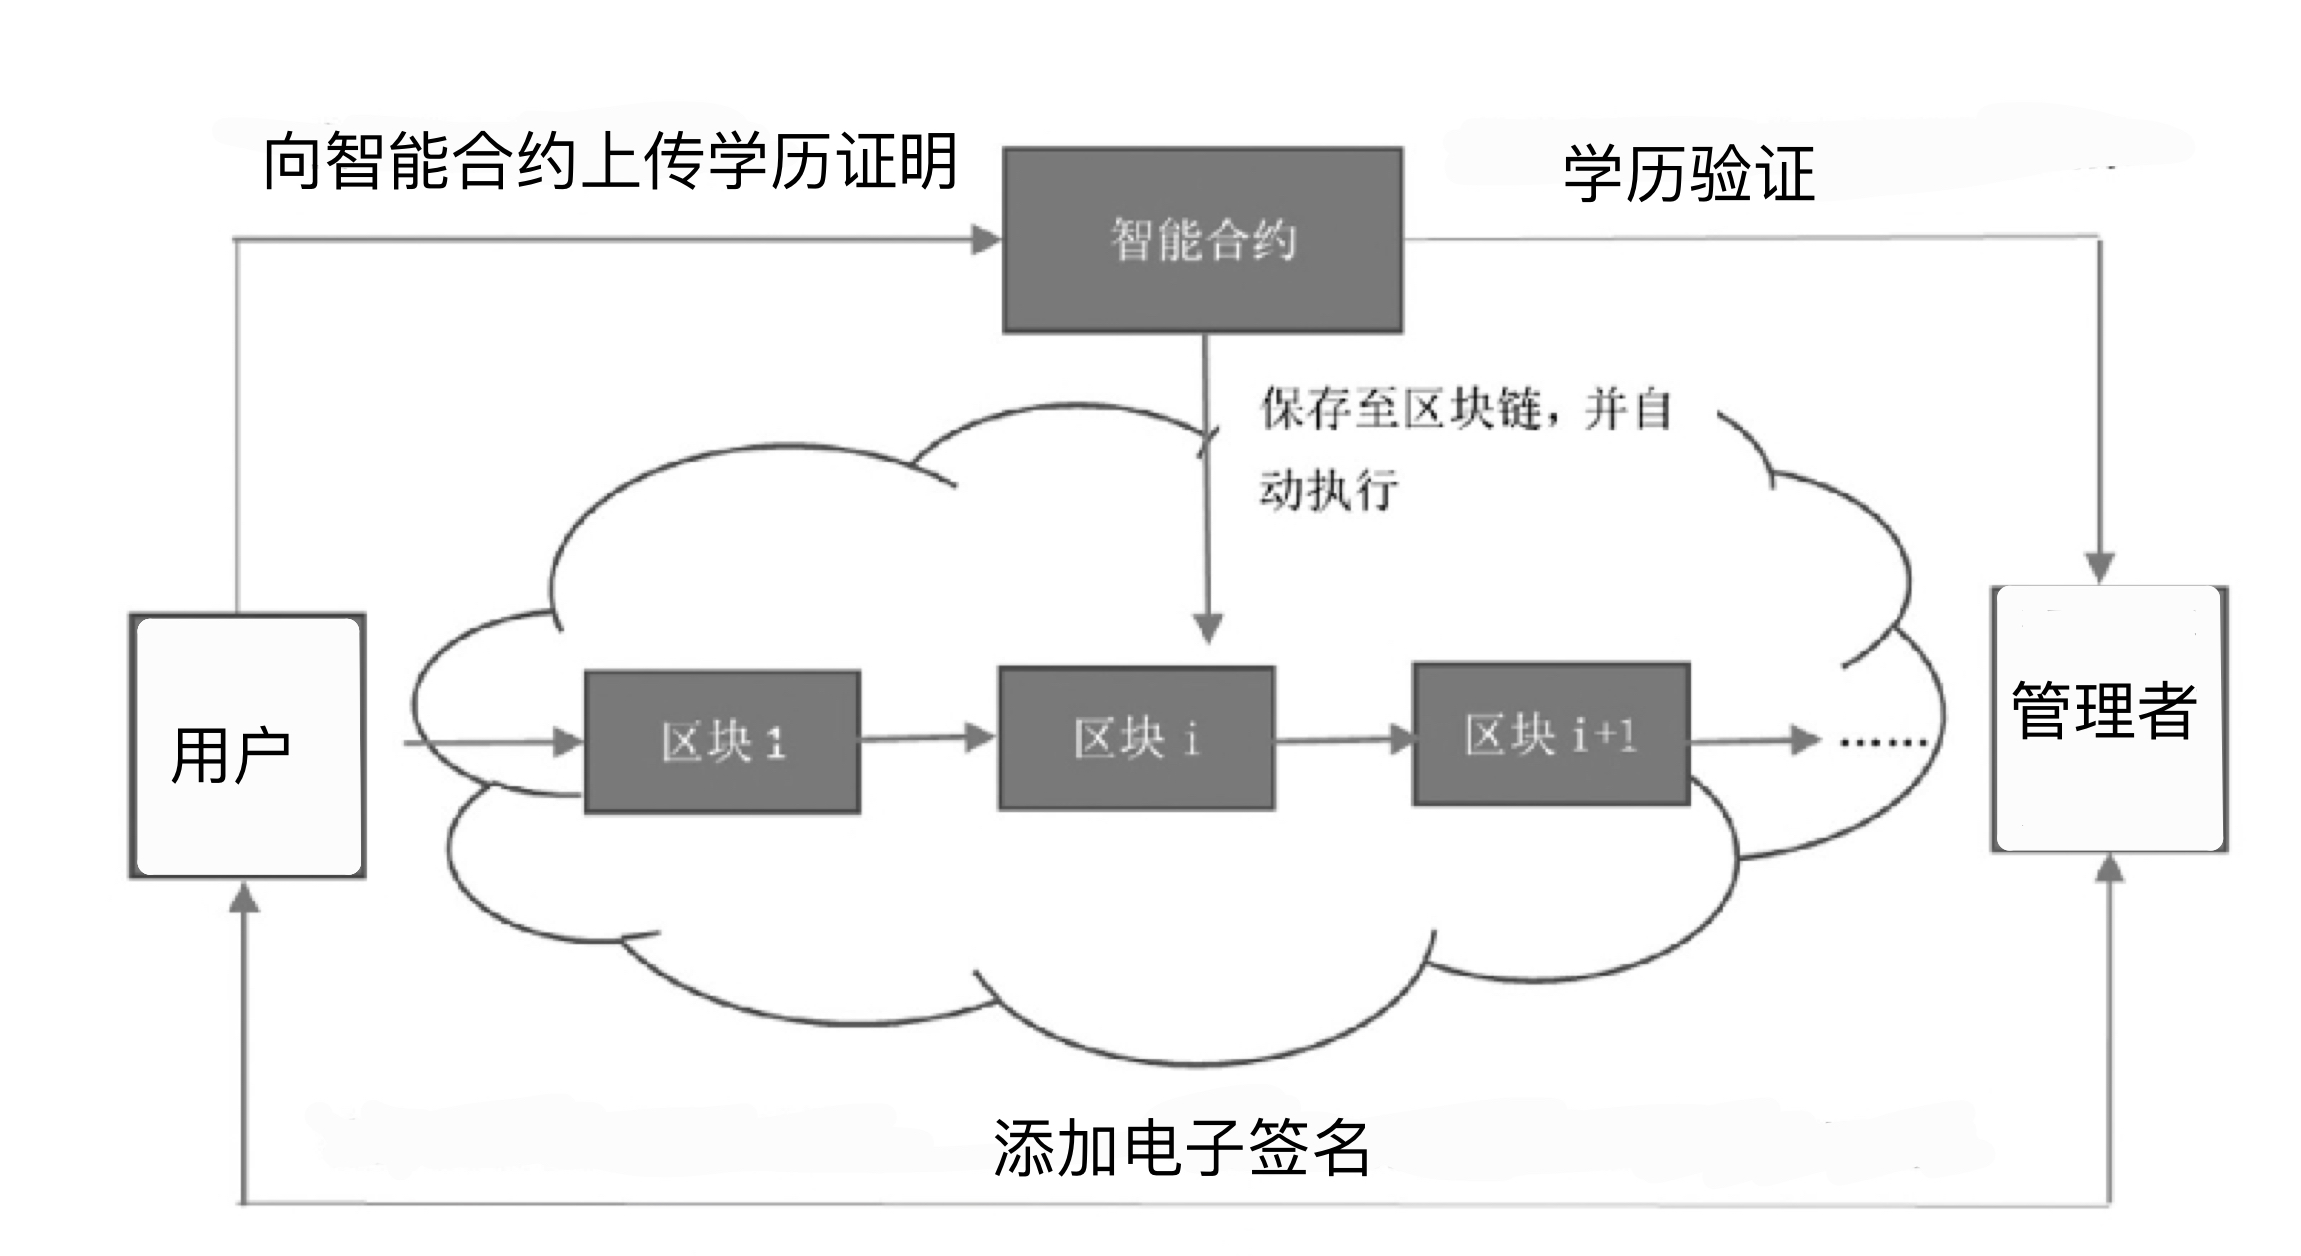 向智能合约上传学历证明
学历验证
智能合约
保存至区块链，并自
动执行
用户
区块1
区块i
区块i+1
······
管理者
添加电子签名